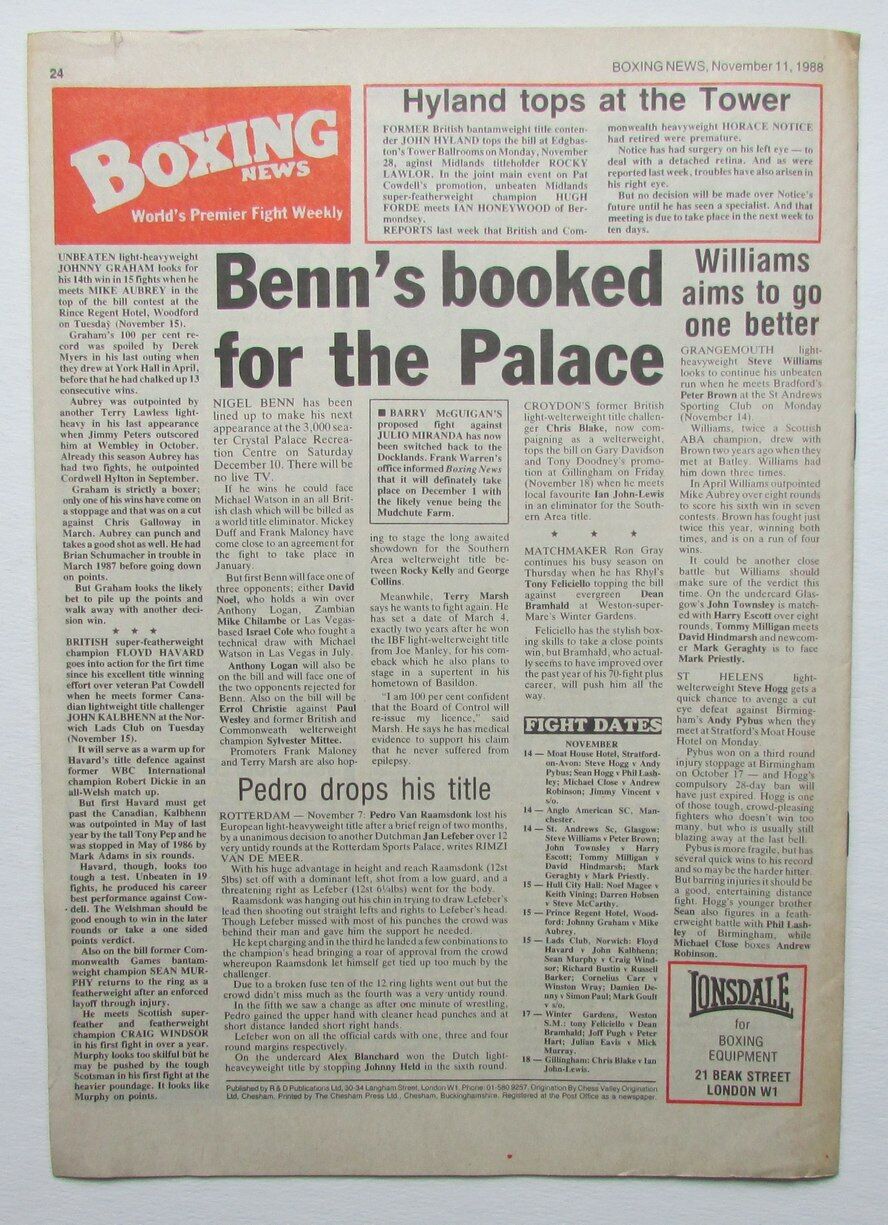 24
BOXING NEWS, November 11, 1988
BOXING
NEWS
World's Premier Fight Weekly
Hyland tops at the Tower
FORMER British bantamweight title conten-
der JOHN HYLAND tops the bill at Edgbas-
ton's Tower Ballrooms on Monday, November
28, aginst Midlands titleholder ROCKY
LAWLOR. In the joint main event on Pat
Cowdell's promotion, unbeaten Midlands
super-featherweight champion HUGH
FORDE meets IAN HONEYWOOD of Ber-
mondsey.
REPORTS last week that British and Com-
monwealth heavyweight HORACE NOTICE
had retired were premature.
Notice has had surgery on his left eye — to
deal with a detached retina. And as were
reported last week, troubles have also arisen in
his right eye.
But no decision will be made over Notice's
future until he has seen a specialist. And that
meeting is due to take place in the next week to
ten days.
UNBEATEN light-heavyweight
JOHNNY GRAHAM looks for
his 14th win in 15 fights when he
meets MIKE AUBREY in the
top of the bill contest at the
Rince Regent Hotel, Woodford
on Tuesday (November 15).
Graham's 100 per cent re-
cord was spoiled by Derek
Myers in his last outing when
they drew at York Hall in April,
before that he had chalked up 13
consecutive wins.
Aubrey was outpointed by
another Terry Lawless light-
heavy in his last appearance
when Jimmy Peters outscored
him at Wembley in October.
Already this season Aubrey has
had two fights, he outpointed
Cordwell Hylton in September.
Graham is strictly a boxer;
only one of his wins have come on
a stoppage and that was on a cut
against Chris Galloway in
March. Aubrey can punch and
takes a good shot as well. He had
Brian Schumacher in trouble in
March 1987 before going down
on points.
But Graham looks the likely
bet to pile up the points and
walk away with another deci-
sion win.
★ ★ ★
BRITISH super-featherweight
champion FLOYD HAVARD
goes into action for the firt time
since his excellent title winning
effort over veteran Pat Cowdell
when he meets former Cana-
dian lightweight title challenger
JOHN KALBHENN at the Nor-
wich Lads Club on Tuesday
(November 15).
It will serve as a warm up for
Havard's title defence against
former WBC International
champion Robert Dickie in an
all-Welsh match up.
But first Havard must get
past the Canadian, Kalbhenn
was outpointed in May of last
year by the tall Tony Pep and he
was stopped in May of 1986 by
Mark Adams in six rounds.
Havard, though, looks too
tough a test. Unbeaten in 19
fights, he produced his career
best performance against Cow-
dell. The Welshman should be
good enough to win in the later
rounds or take a one sided
points verdict.
Also on the bill former Com-
monwealth Games bantam-
weight champion SEAN MUR-
PHY returns to the ring as a
featherweight after an enforced
layoff through injury.
He meets Scottish super-
feather and featherweight
champion CRAIG WINDSOR
in his first fight in over a year.
Murphy looks too skilful but he
may be pushed by the tough
Scotsman in his first fight at the
heavier poundage. It looks like
Murphy on points.
Benn's booked
for the Palace
NIGEL BENN has been
lined up to make his next
appearance at the 3,000 sea-
ter Crystal Palace Recrea-
tion Centre on Saturday
December 10. There will be
no live TV.
If he wins he could face
Michael Watson in an all Brit-
ish clash which will be billed as
a world title eliminator. Mickey
Duff and Frank Maloney have
come close to an agreement for
the fight to take place in
January.
But first Benn will face one of
three opponents; either David
Noel, who holds a win over
Anthony Logan, Zambian
Mike Chilambe or Las Vegas-
based Israel Cole who fought a
technical draw with Michael
Watson in Las Vegas in July.
Anthony Logan will also be
on the bill and will face one of
the two opponents rejected for
Benn. Also on the bill will be
Errol Christie against Paul
Wesley and former British and
Commonwealth welterweight
champion Sylvester Mittee.
Promoters Frank Maloney
and Terry Marsh are also hop-
■ BARRY McGUIGAN'S
proposed fight against
JULIO MIRANDA has now
been switched back to the
Docklands. Frank Warren's
office informed Boxing News
that it will definately take
place on December 1 with
the likely venue being the
Mudchute Farm.
ing to stage the long awaited
showdown for the Southern
Area welterweight title be-
tween Rocky Kelly and George
Collins.
Meanwhile, Terry Marsh
says he wants to fight again. He
has set a date of March 4,
exactly two years after he won
the IBF light-welterweight title
from Joe Manley, for his com-
eback which he also plans to
stage in a supertent in his
hometown of Basildon.
"I am 100 per cent confident
that the Board of Control will
re-issue my licence," said
Marsh. He says he has medical
evidence to support his claim
that he never suffered from
epilepsy.
CROYDON'S former British
light-welterweight title challen-
ger Chris Blake, now com-
paigning as a welterweight,
tops the bill on Gary Davidson
and Tony Doodney's promo-
tion at Gillingham on Friday
(November 18) when he meets
local favourite Ian John-Lewis
in an eliminator for the South-
ern Area title.
★ ★ ★
MATCHMAKER Ron Gray
continues his busy season on
Thursday when he has Rhyl's
Tony Feliciello topping the bill
against evergreen Dean
Bramhald at Weston-super-
Mare's Winter Gardens.
Feliciello has the stylish box-
ing skills to take a close points
win, but Bramhald, who actual-
ly seems to have improved over
the past year of his 70-fight plus
career, will push him all the
way.
FIGHT DATES
NOVEMBER
14 — Moat House Hotel, Stratford-
on-Avon: Steve Hogg v Andy
Pybus; Sean Hogg v Phil Lash-
ley; Michael Close v Andrew
Robinson; Jimmy Vincent v
s/o.
14 — Anglo American SC, Man-
chester.
14 — St. Andrews Sc, Glasgow:
Steve Williams v Peter Brown;
John Townsley v Harry
Escott; Tommy Milligan v
David Hindmarsh; Mark
Geraghty v Mark Priestly.
15 — Hull City Hall: Noel Magee v
Keith Vining; Darren Hobsen
v Steve McCarthy.
15 — Prince Regent Hotel, Wood-
ford: Johnny Graham v Mike
Aubrey.
15 — Lads Club, Norwich: Floyd
Havard v John Kalbhenn;
Sean Murphy v Craig Wind-
sor; Richard Bustin v Russell
Barker; Cornelius Carr v
Winston Wray; Damien De-
nny v Simon Paul; Mark Goult
v s/o.
17 — Winter Gardens, Weston
S.M.: tony Feliciello v Dean
Bramhald; Joff Pugh v Peter
Hart; Julian Eavis v Mick
Murray.
18 — Gillingham: Chris Blake v Ian
John-Lewis.
Pedro drops his title
ROTTERDAM — November 7: Pedro Van Raamsdonk lost his
European light-heavyweight title after a brief reign of two months,
by a unanimous decision to another Dutchman Jan Lefeber over 12
very untidy rounds at the Rotterdam Sports Palace, writes RIMZI
VAN DE MEER.
With his huge advantage in height and reach Raamsdonk (12st
5lbs) set off with a dominant left, shot from a low guard, and a
threatening right as Lefeber (12st 6¼lbs) went for the body.
Raamsdonk was hanging out his chin in trying to draw Lefeber's
lead then shooting out straight lefts and rights to Lefeber's head.
Though Lefeber missed with most of his punches the crowd was
behind their man and gave him the support he needed.
He kept charging and in the third he landed a few combinations to
the champion's head bringing a roar of approval from the crowd
whereupon Raamsdonk let himself get tied up too much by the
challenger.
Due to a broken fuse ten of the 12 ring lights went out but the
crowd didn't miss much as the fourth was a very untidy round.
In the fifth we saw a change as after one minute of wrestling,
Pedro gained the upper hand with cleaner head punches and at
short distance landed short right hands.
Lefeber won on all the official cards with one, three and four
round margins respectively.
On the undercard Alex Blanchard won the Dutch light-
heavyweight title by stopping Johnny Held in the sixth round.
Williams
aims to go
one better
GRANGEMOUTH light-
heavyweight Steve Williams
looks to continue his unbeaten
run when he meets Bradford's
Peter Brown at the St Andrews
Sporting Club on Monday
(November 14).
Williams, twice a Scottish
ABA champion, drew with
Brown two years ago when they
met at Batley. Williams had
him down three times.
In April Williams outpointed
Mike Aubrey over eight rounds
to score his sixth win in seven
contests. Brown has fought just
twice this year, winning both
times, and is on a run of four
wins.
It could be another close
battle but Williams should
make sure of the verdict this
time. On the undercard Glas-
gow's John Townsley is match-
ed with Harry Escott over eight
rounds, Tommy Milligan meets
David Hindmarsh and newcom-
er Mark Geraghty is to face
Mark Priestly.
ST HELENS light-
welterweight Steve Hogg gets a
quick chance to avenge a cut
eye defeat against Birming-
ham's Andy Pybus when they
meet at Stratford's Moat House
Hotel on Monday.
Pybus won on a third round
injury stoppage at Birmingham
on October 17 — and Hogg's
compulsory 28-day ban will
have just expired. Hogg is one
of those tough, crowd-pleasing
fighters who doesn't win too
many, but who is usually still
blazing away at the last bell.
Pybus is more fragile, but has
several quick wins to his record
and so may be the harder hitter.
But barring injuries it should be
a good, entertaining distance
fight. Hogg's younger brother
Sean also figures in a feath-
erweight battle with Phil Lash-
ley of Birmingham, while
Michael Close boxes Andrew
Robinson.
LONSDALE
for
BOXING
EQUIPMENT
21 BEAK STREET
LONDON W1
Published by R & D Publications Ltd, 30-34 Langham Street, London W1. Phone: 01-580 9257. Origination By Chess Valley Origination
Ltd, Chesham. Printed by The Chesham Press Ltd., Chesham, Buckinghamshire. Registered at the Post Office as a newspaper.